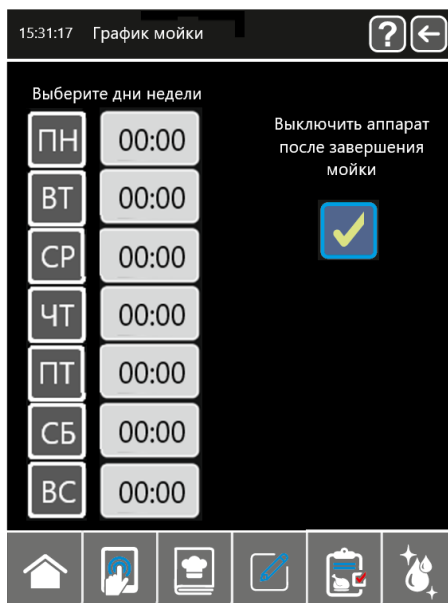 15:31:17 График мойки ?
Выберите дни недели
ПН 00:00
ВТ 00:00
СР 00:00
ЧТ 00:00
ПТ 00:00
СБ 00:00
ВС 00:00
Выключить аппарат
после завершения
мойки